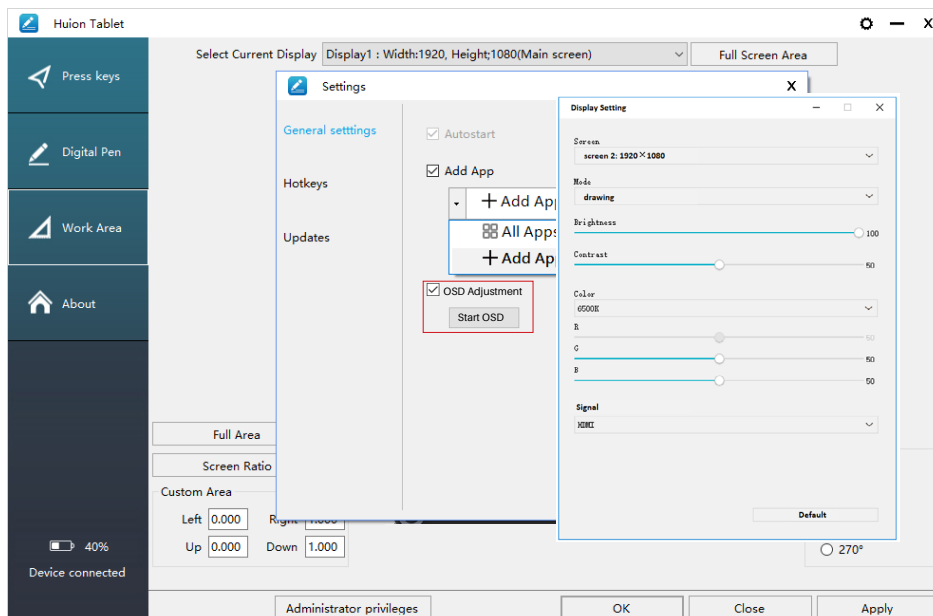 Huion Tablet
X
Select Current Display Display1 : Width:1920, Height;1080(Main screen) Full Screen Area
Press keys
Digital Pen
Work Area
About
40%
Device connected
Settings X
General setttings
Hotkeys
Updates
Autostart
Add App
All Apps
OSD Adjustment
Start OSD
Display Setting
Screen
screen 2: 1920×1080
Mode
drawing
Brightness
100
Contrast
50
Color
6500K
R
50
G
50
B
50
Signal
HDMI
Default
Full Area
Screen Ratio
Custom Area
Left 0.000 Right 1.000
Up 0.000 Down 1.000
270°
Administrator privileges OK Close Apply